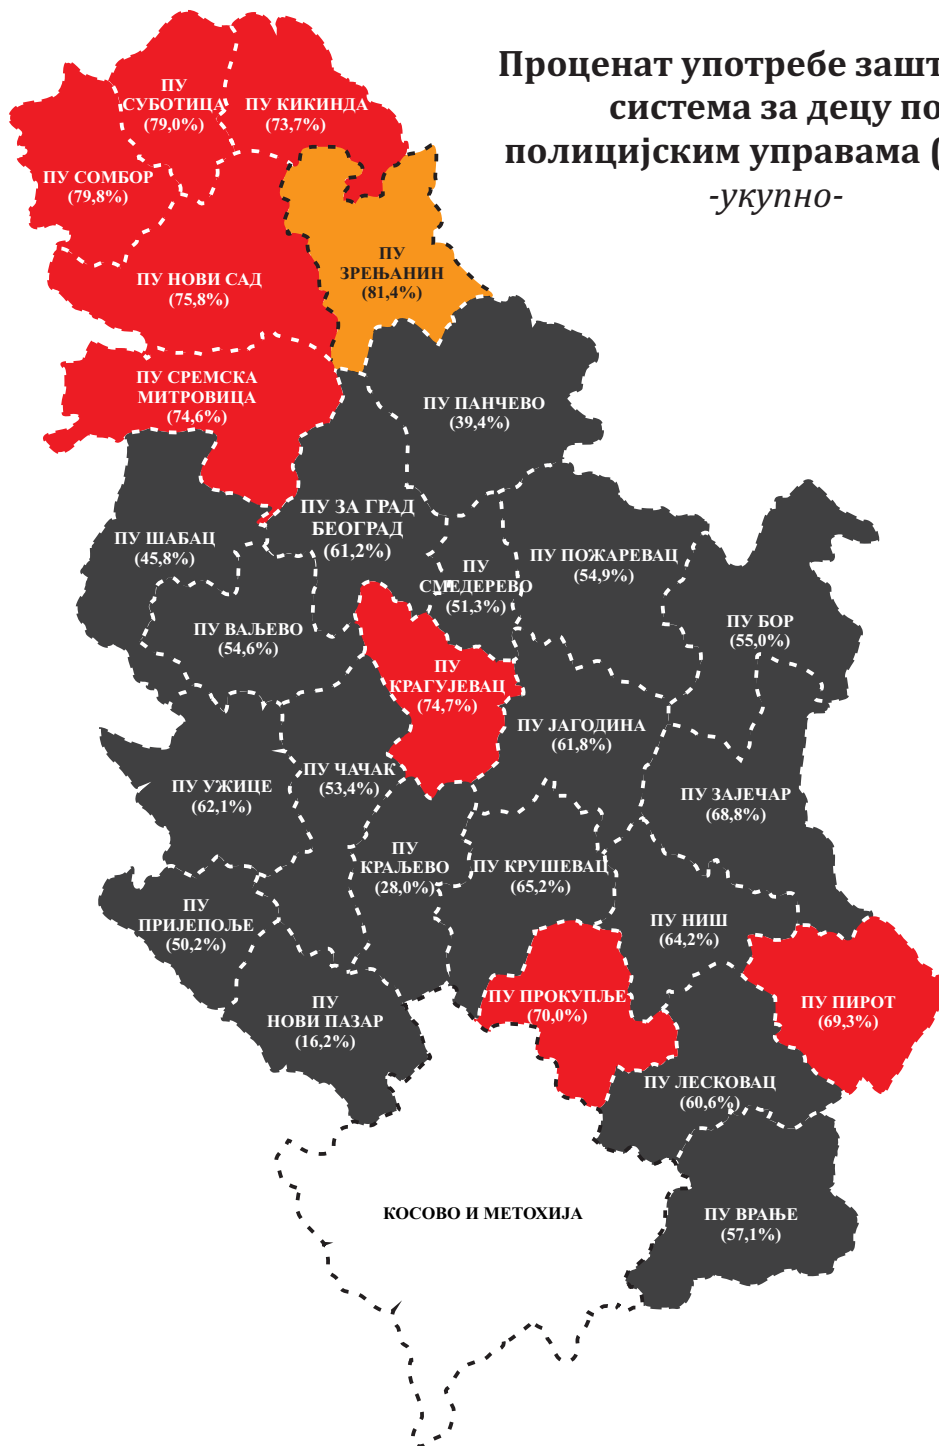 Проценат употребе зашт
система за децу по
полицијским управама (
-укупно-
ПУ
СУБОТИЦА
(79,0%)
ПУ КИКИНДА
(73,7%)
ПУ СОМБОР
(79,8%)
ПУ НОВИ САД
(75,8%)
ПУ
ЗРЕЊАНИН
(81,4%)
ПУ СРЕМСКА
МИТРОВИЦА
(74,6%)
ПУ ПАНЧЕВО
(39,4%)
ПУ ЗА ГРАД
БЕОГРАД
(61,2%)
ПУ ШАБАЦ
(45,8%)
ПУ
СМЕДЕРЕВО
(51,3%)
ПУ ПОЖАРЕВАЦ
(54,9%)
ПУ БОР
(55,0%)
ПУ ВАЉЕВО
(54,6%)
ПУ
КРАГУЈЕВАЦ
(74,7%)
ПУ ЈАГОДИНА
(61,8%)
ПУ УЖИЦЕ
(62,1%)
ПУ ЧАЧАК
(53,4%)
ПУ ЗАЈЕЧАР
(68,8%)
ПУ
КРАЉЕВО
(28,0%)
ПУ КРУШЕВАЦ
(65,2%)
ПУ
ПРИЈЕПОЉЕ
(50,2%)
ПУ НИШ
(64,2%)
ПУ
НОВИ ПАЗАР
(16,2%)
ПУ ПРОКУПЉЕ
(70,0%)
ПУ ПИРОТ
(69,3%)
ПУ ЛЕСКОВАЦ
(60,6%)
КОСОВО И МЕТОХИЈА
ПУ ВРАЊЕ
(57,1%)